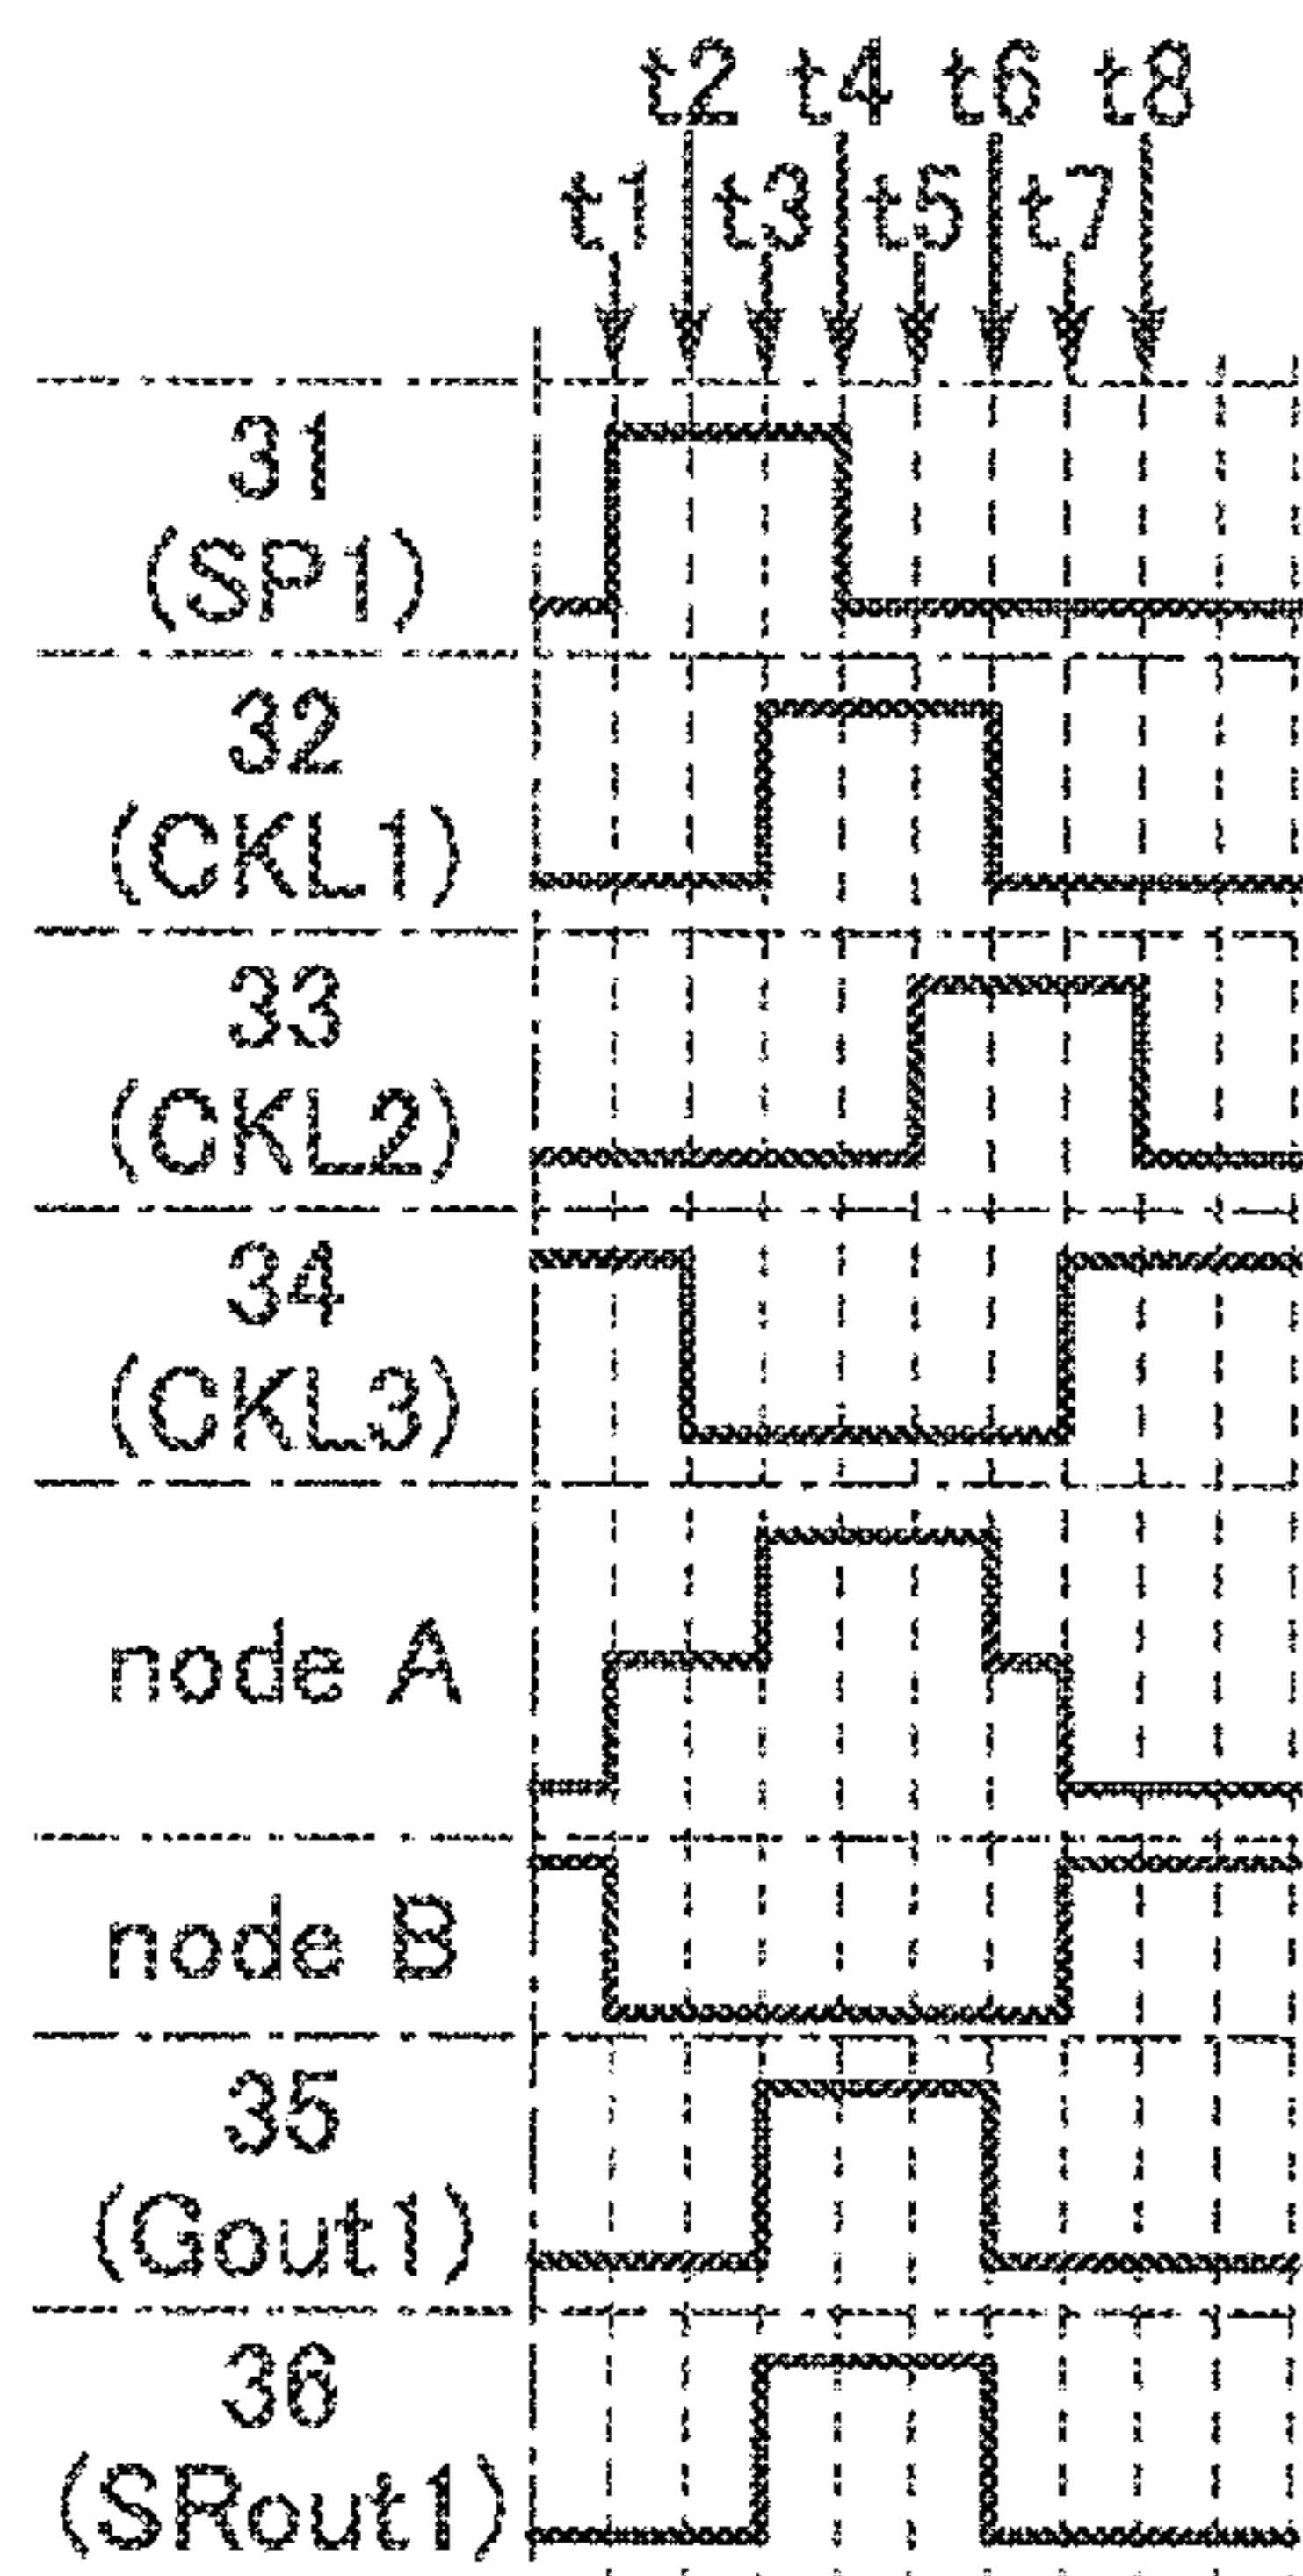 t2 t4 t6 t8
t1 t3 t5 t7
31
(SP1)
32
(CKL1)
33
(CKL2)
34
(CKL3)
node A
node B
35
(Gout1)
36
(SRout1)